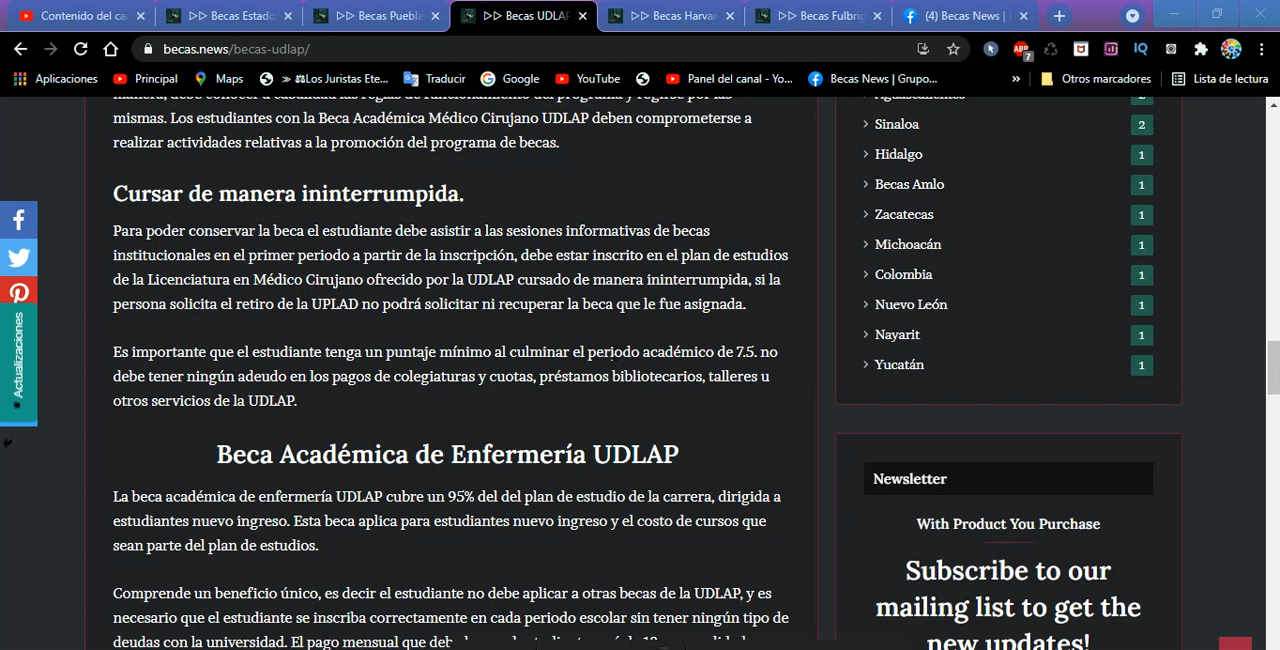 Contenido del ca
▷▷ Becas Estado
▷▷ Becas Puebla
▷▷ Becas UDLAP
▷▷ Becas Harvar
▷▷ Becas Fulbrig
(4) Becas News |
becas.news/becas-udlap/
ABP
7
IQ
Aplicaciones
Principal
Maps
» ⚖Los Juristas Ete...
Traducir
Google
YouTube
Panel del canal - Yo...
Becas News | Grupo...
»
Otros marcadores
Lista de lectura
mismas. Los estudiantes con la Beca Académica Médico Cirujano UDLAP deben comprometerse a
realizar actividades relativas a la promoción del programa de becas.
Cursar de manera ininterrumpida.
Para poder conservar la beca el estudiante debe asistir a las sesiones informativas de becas
institucionales en el primer periodo a partir de la inscripción, debe estar inscrito en el plan de estudios
de la Licenciatura en Médico Cirujano ofrecido por la UDLAP cursado de manera ininterrumpida, si la
persona solicita el retiro de la UPLAD no podrá solicitar ni recuperar la beca que le fue asignada.
Es importante que el estudiante tenga un puntaje mínimo al culminar el periodo académico de 7.5. no
debe tener ningún adeudo en los pagos de colegiaturas y cuotas, préstamos bibliotecarios, talleres u
otros servicios de la UDLAP.
Beca Académica de Enfermería UDLAP
La beca académica de enfermería UDLAP cubre un 95% del del plan de estudio de la carrera, dirigida a
estudiantes nuevo ingreso. Esta beca aplica para estudiantes nuevo ingreso y el costo de cursos que
sean parte del plan de estudios.
Comprende un beneficio único, es decir el estudiante no debe aplicar a otras becas de la UDLAP, y es
necesario que el estudiante se inscriba correctamente en cada periodo escolar sin tener ningún tipo de
deudas con la universidad. El pago mensual que
Actualizaciones
Aguascalientes 2
Sinaloa 2
Hidalgo 1
Becas Amlo 1
Zacatecas 1
Michoacán 1
Colombia 1
Nuevo León 1
Nayarit 1
Yucatán 1
Newsletter
With Product You Purchase
Subscribe to our
mailing list to get the
new updates!